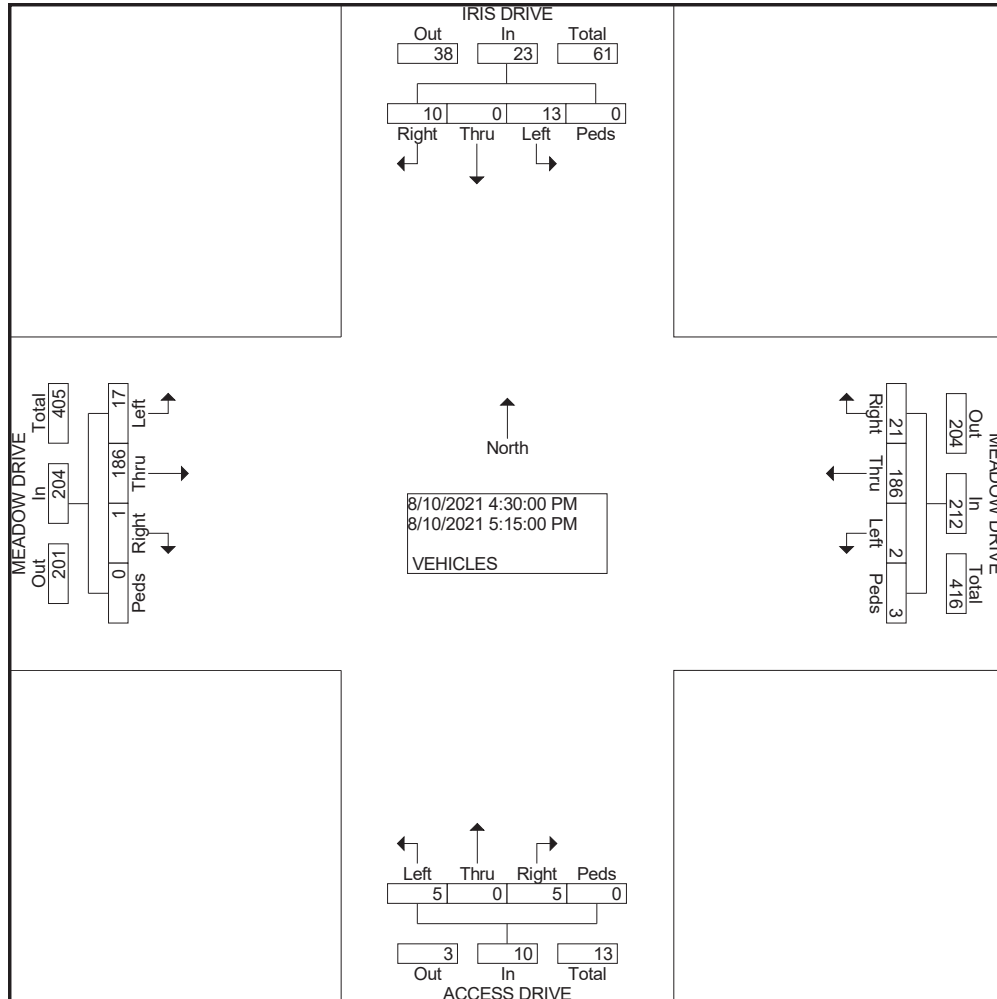 IRIS DRIVE
Out In Total
38 23 61
10 0 13 0
Right Thru Left Peds
MEADOW DRIVE
Total In Out
405 204 201
17 186 1 0
Left Thru Right Peds
North
8/10/2021 4:30:00 PM
8/10/2021 5:15:00 PM
VEHICLES
Right Thru Left Peds
21 186 2 3
Out In Total
204 212 416
MEADOW DRIVE
Left Thru Right Peds
5 0 5 0
3 10 13
Out In Total
ACCESS DRIVE